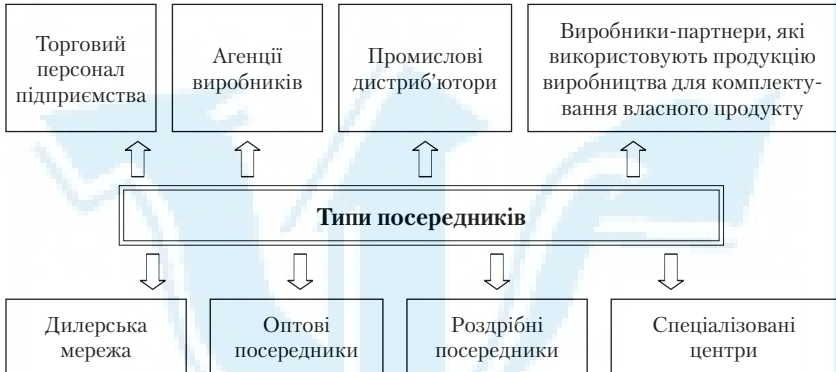 Торговий
персонал
підприємства
Агенції
виробників
Промислові
дистриб’ютори
Виробники-партнери, які
використовують продукцію
виробництва для комплекту-
вання власного продукту
Типи посередників
Дилерська
мережа
Оптові
посередники
Роздрібні
посередники
Спеціалізовані
центри